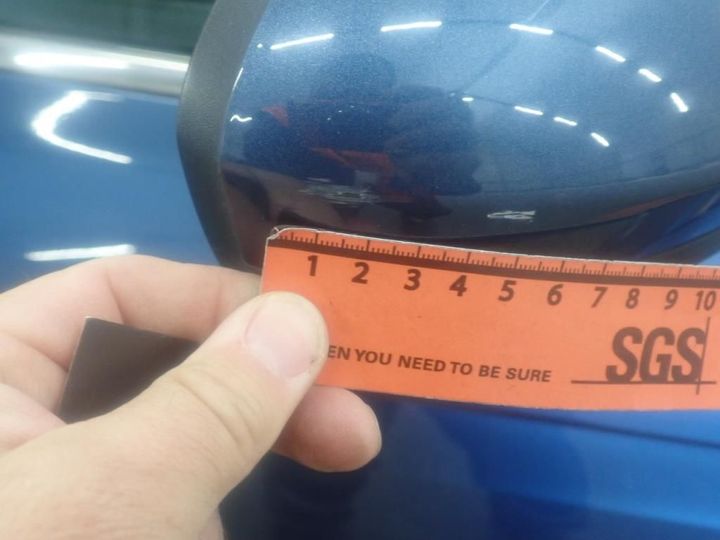 1 2 3 4 5 6 7 8 9 10
EN YOU NEED TO BE SURE
SGS